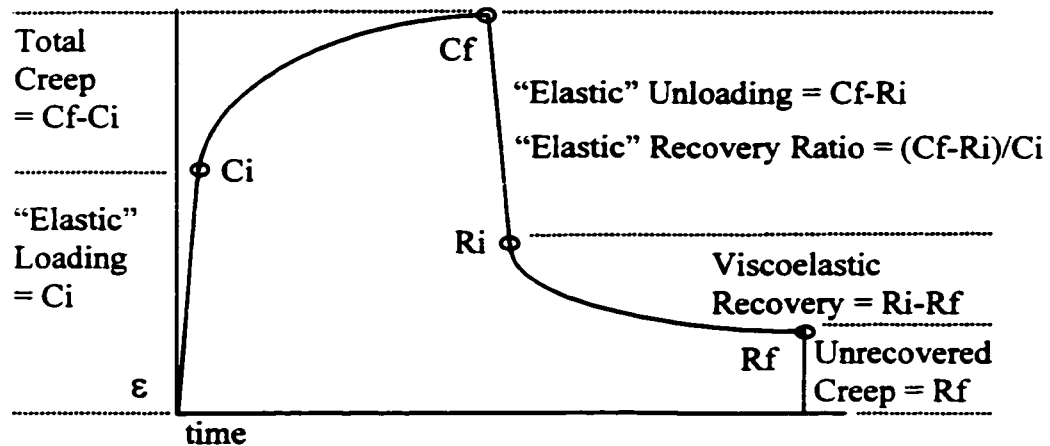 Total
Creep
= Cf-Ci
Cf
“Elastic” Unloading = Cf-Ri
“Elastic” Recovery Ratio = (Cf-Ri)/Ci
Ci
“Elastic”
Loading
= Ci
Ri
Viscoelastic
Recovery = Ri-Rf
Rf
Unrecovered
Creep = Rf
ε
time